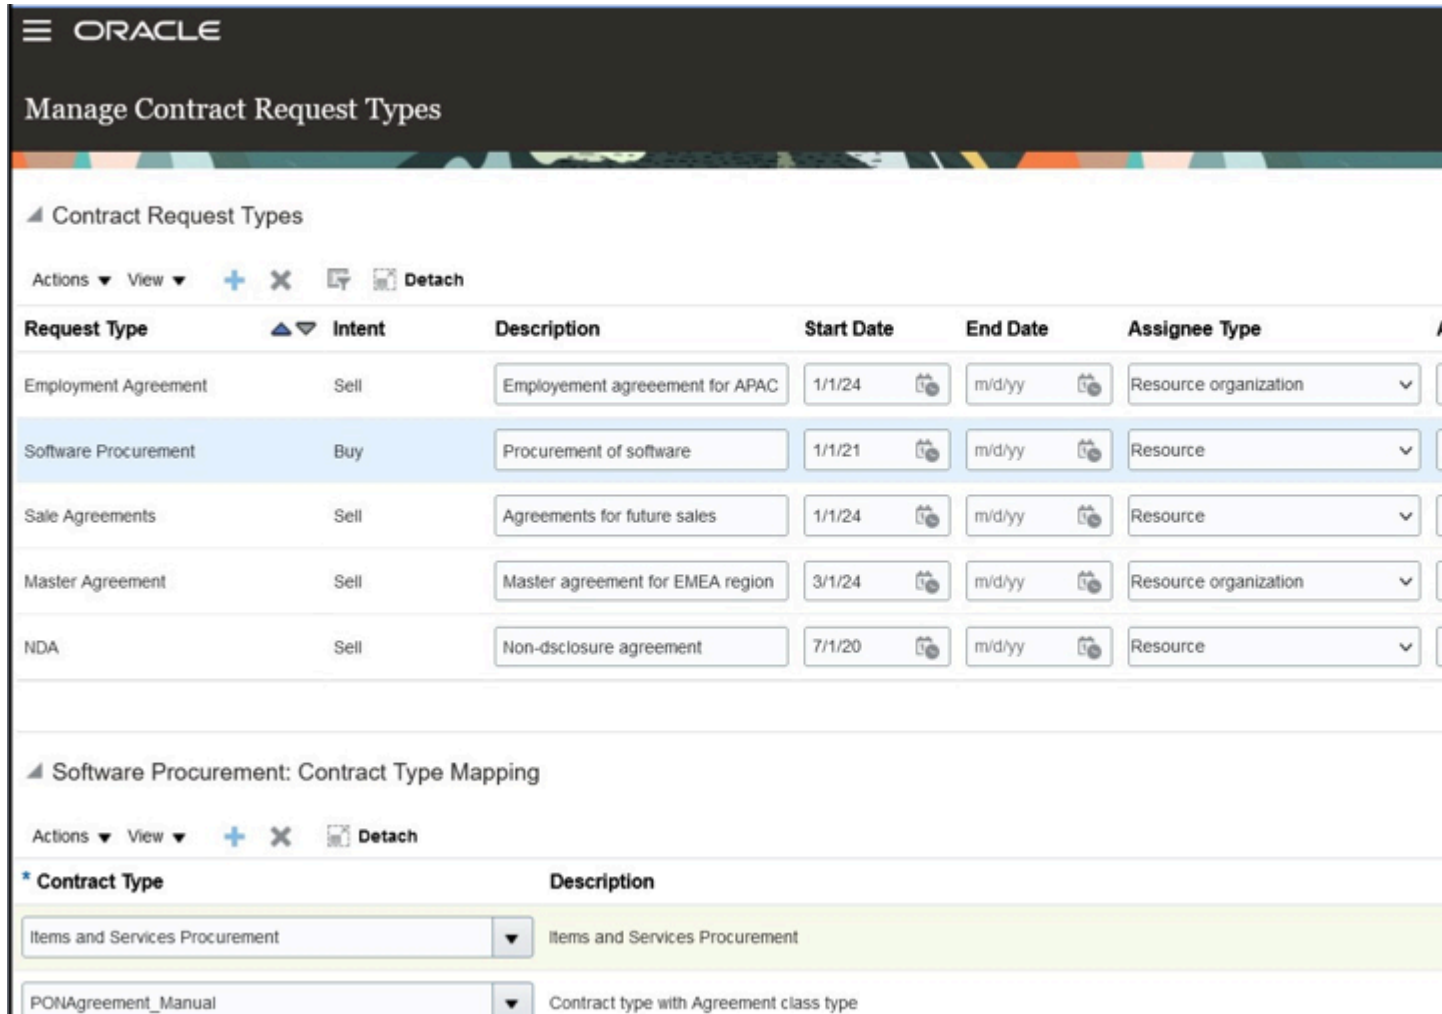 ORACLE
Manage Contract Request Types
Contract Request Types
Actions View Detach
Request Type Intent Description Start Date End Date Assignee Type
Employment Agreement Sell Employement agreeement for APAC 1/1/24 m/d/yy Resource organization
Software Procurement Buy Procurement of software 1/1/21 m/d/yy Resource
Sale Agreements Sell Agreements for future sales 1/1/24 m/d/yy Resource
Master Agreement Sell Master agreement for EMEA region 3/1/24 m/d/yy Resource organization
NDA Sell Non-dsclosure agreement 7/1/20 m/d/yy Resource
Software Procurement: Contract Type Mapping
Actions View Detach
* Contract Type Description
Items and Services Procurement Items and Services Procurement
PONAgreement_Manual Contract type with Agreement class type